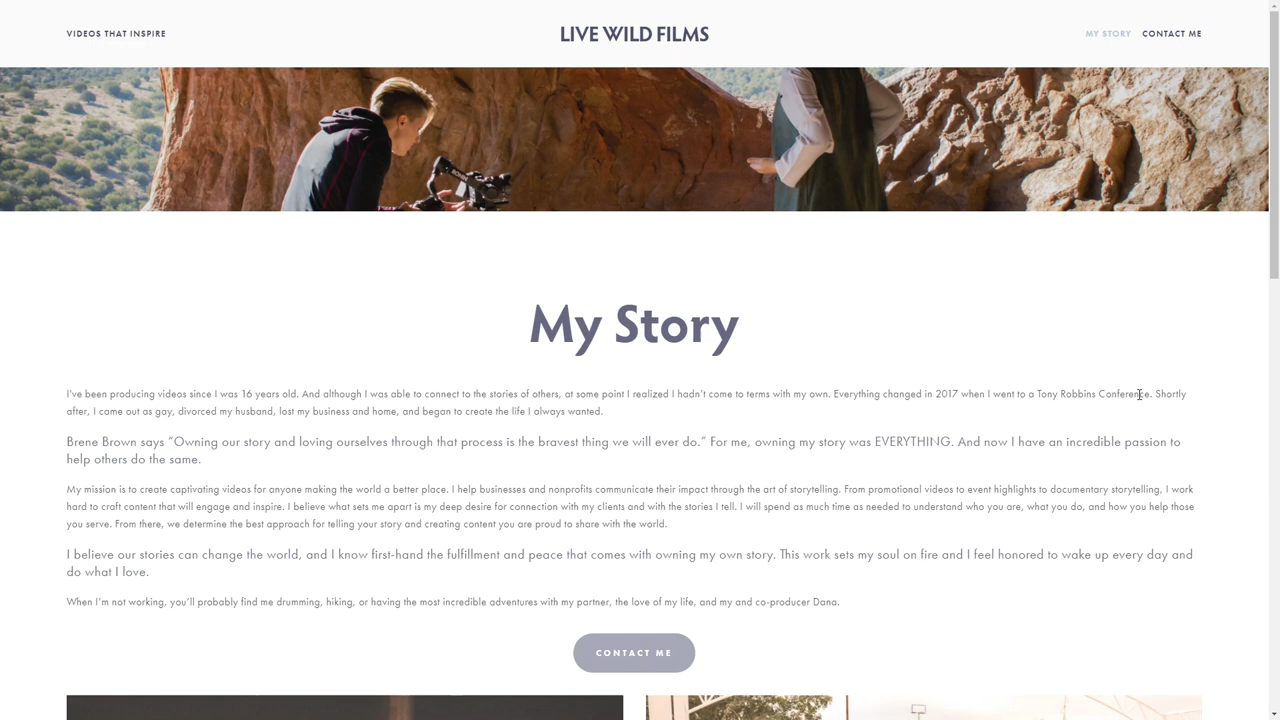 VIDEOS THAT INSPIRE
LIVE WILD FILMS
MY STORY
CONTACT ME
My Story
I've been producing videos since I was 16 years old. And although I was able to connect to the stories of others, at some point I realized I hadn't come to terms with my own. Everything changed in 2017 when I went to a Tony Robbins Conference. Shortly
after, I came out as gay, divorced my husband, lost my business and home, and began to create the life I always wanted.
Brene Brown says “Owning our story and loving ourselves through that process is the bravest thing we will ever do.” For me, owning my story was EVERYTHING. And now I have an incredible passion to
help others do the same.
My mission is to create captivating videos for anyone making the world a better place. I help businesses and nonprofits communicate their impact through the art of storytelling. From promotional videos to event highlights to documentary storytelling, I work
hard to craft content that will engage and inspire. I believe what sets me apart is my deep desire for connection with my clients and with the stories I tell. I will spend as much time as needed to understand who you are, what you do, and how you help those
you serve. From there, we determine the best approach for telling your story and creating content you are proud to share with the world.
I believe our stories can change the world, and I know first-hand the fulfillment and peace that comes with owning my own story. This work sets my soul on fire and I feel honored to wake up every day and
do what I love.
When I'm not working, you'll probably find me drumming, hiking, or having the most incredible adventures with my partner, the love of my life, and my and co-producer Dana.
CONTACT ME